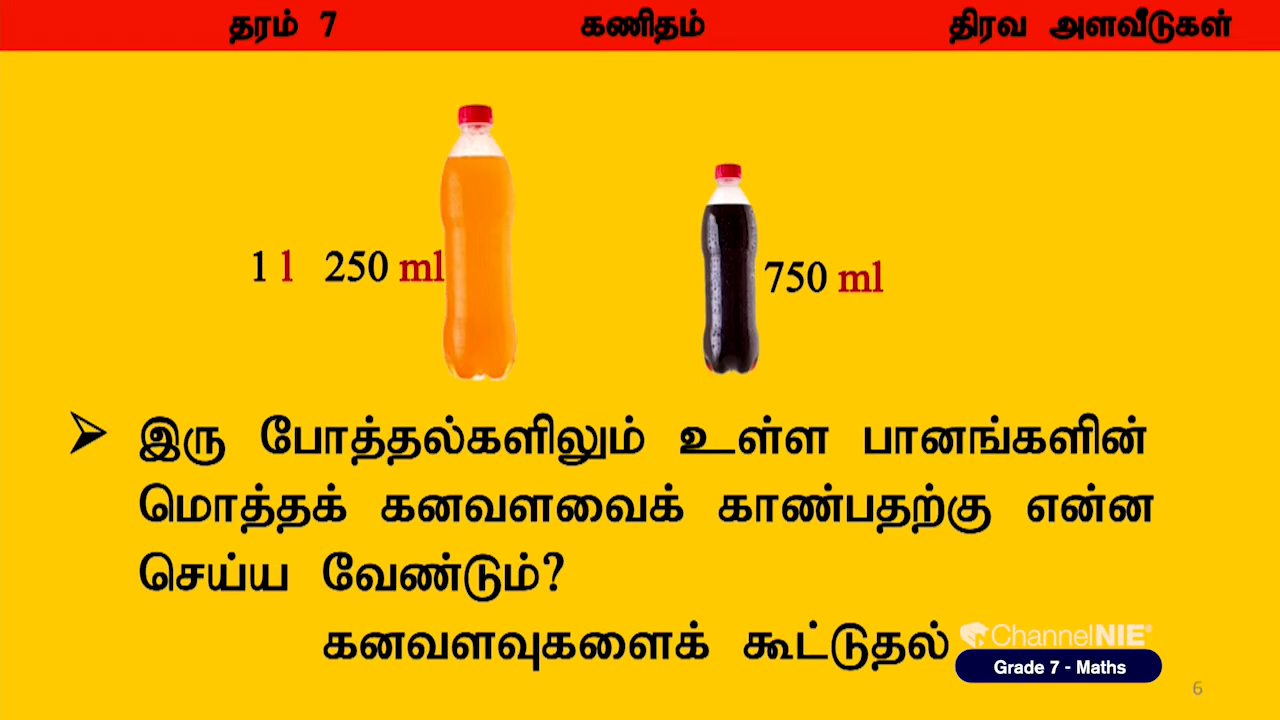 தரம் 7 கணிதம் திரவ அளவீடுகள்
1 l 250 ml 750 ml
➢ இரு போத்தல்களிலும் உள்ள பானங்களின்
மொத்தக் கனவளவைக் காண்பதற்கு என்ன
செய்ய வேண்டும்?
கனவளவுகளைக் கூட்டுதல்
ChannelNIE
Grade 7 - Maths
6